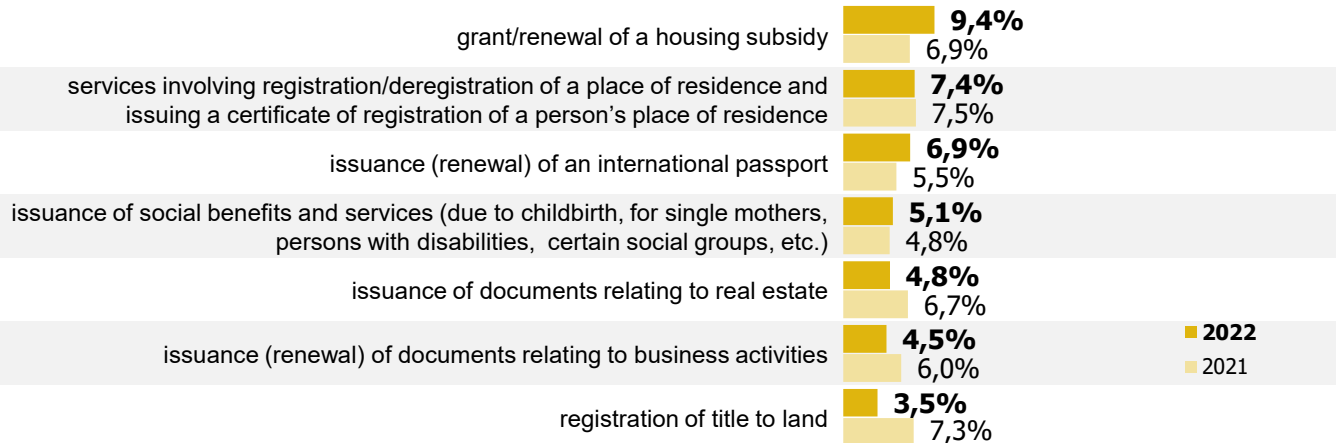 grant/renewal of a housing subsidy
9,4%
6,9%
services involving registration/deregistration of a place of residence and
issuing a certificate of registration of a person’s place of residence
7,4%
7,5%
issuance (renewal) of an international passport
6,9%
5,5%
issuance of social benefits and services (due to childbirth, for single mothers,
persons with disabilities, certain social groups, etc.)
5,1%
4,8%
issuance of documents relating to real estate
4,8%
6,7%
issuance (renewal) of documents relating to business activities
4,5%
6,0%
2022
2021
registration of title to land
3,5%
7,3%